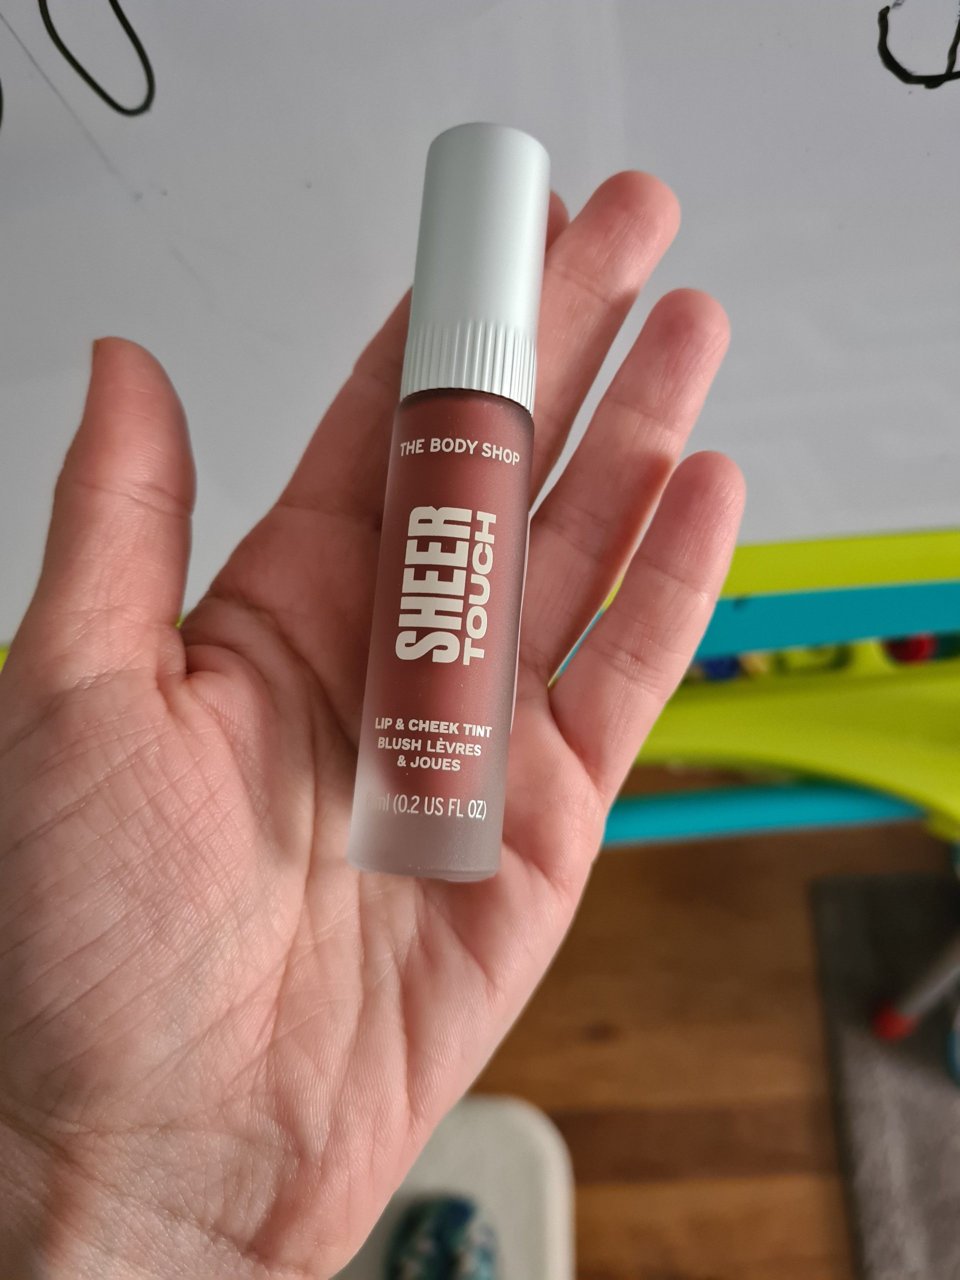 THE BODY SHOP
SHEER
TOUCH
LIP & CHEEK TINT
BLUSH LÈVRES
& JOUES
ml (0.2 US FL OZ)